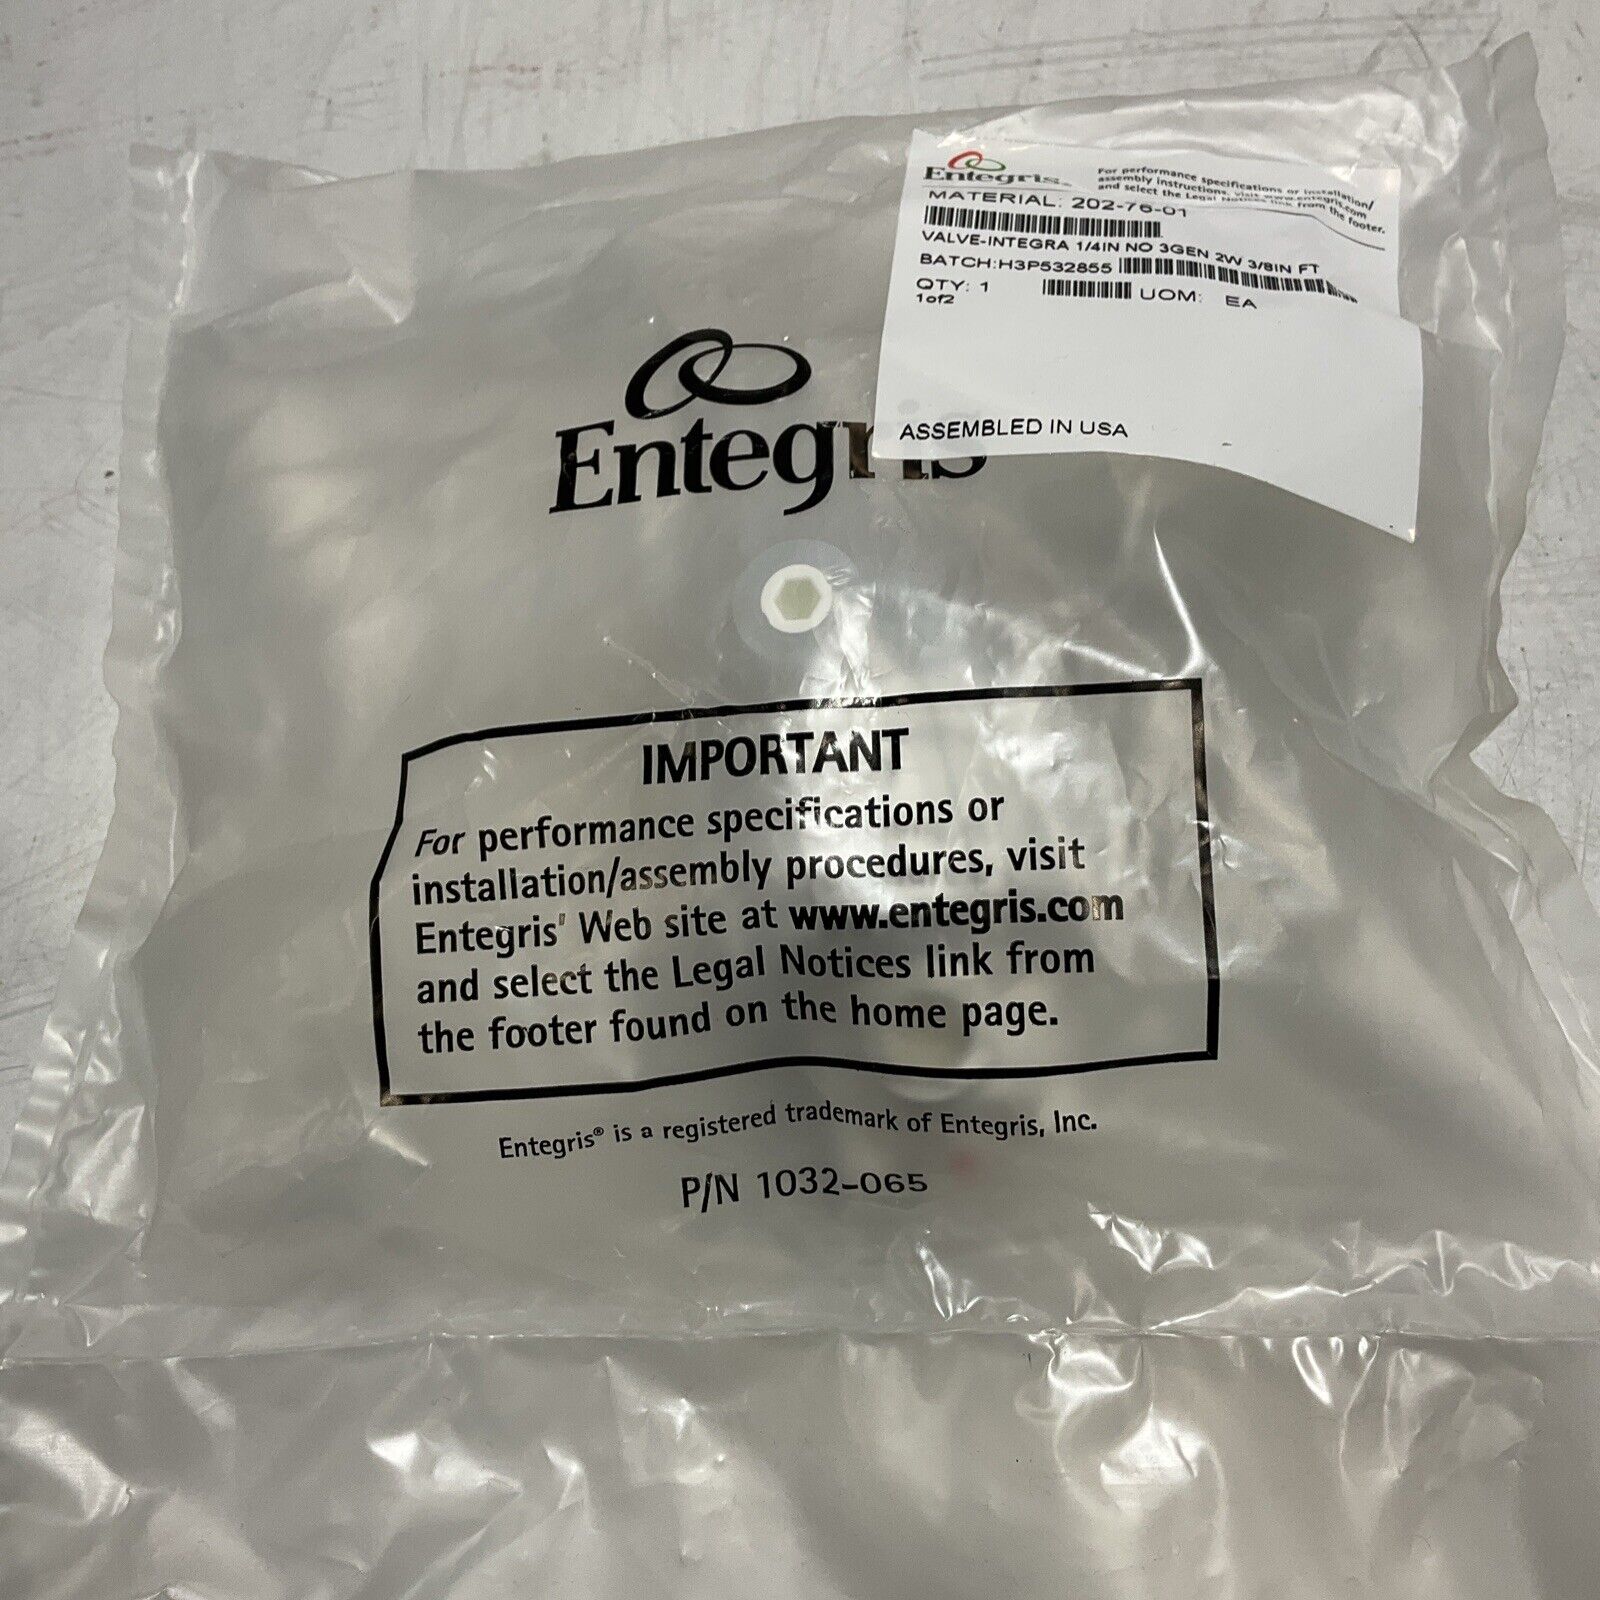 Entegris
For performance specifications or installation/
assembly instructions, visit www.entegris.com
and select the Legal Notices link from the footer.
MATERIAL: 202-76-01
VALVE-INTEGRA 1/4IN NO 3GEN 2W 3/8IN FT
BATCH:H3P532855
QTY: 1 UOM: EA
1of2
ASSEMBLED IN USA
Entegris
IMPORTANT
For performance specifications or
installation/assembly procedures, visit
Entegris' Web site at www.entegris.com
and select the Legal Notices link from
the footer found on the home page.
Entegris® is a registered trademark of Entegris, Inc.
P/N 1032-065